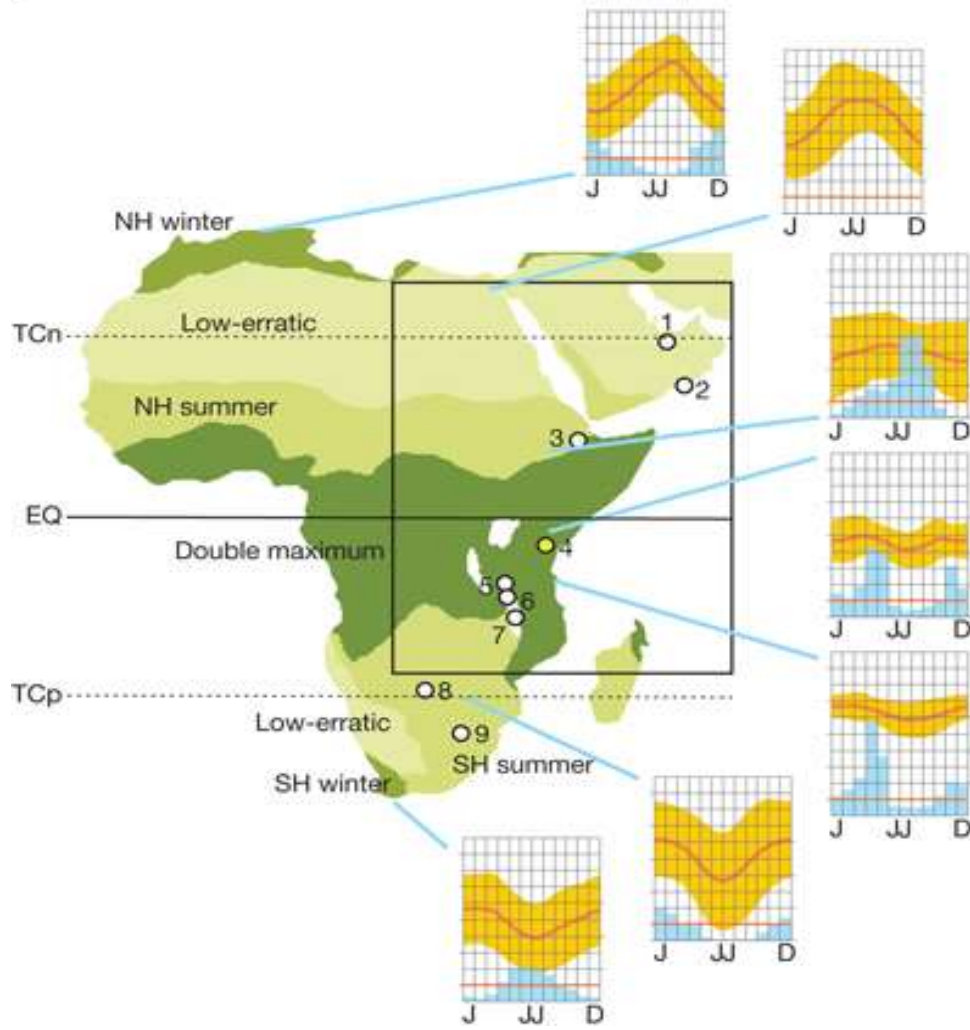 J JJ D
J JJ D
NH winter
TCn
Low-erratic
1
2
NH summer
3
J JJ D
EQ
Double maximum
4
5
6
7
J JJ D
TCp
8
Low-erratic
9
SH summer
SH winter
J JJ D
J JJ D
J JJ D